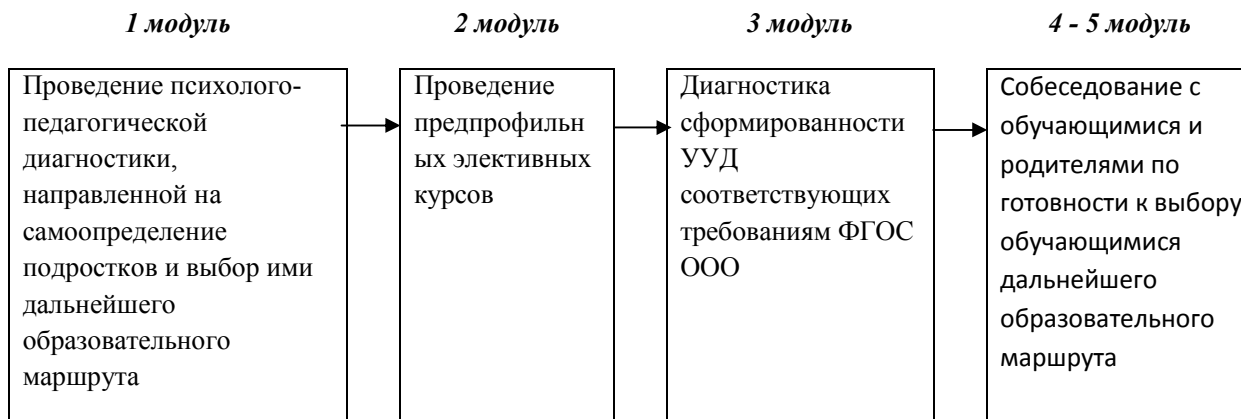 1 модуль
2 модуль
3 модуль
4 - 5 модуль
Проведение психолого-
педагогической
диагностики,
направленной на
самоопределение
подростков и выбор ими
дальнейшего
образовательного
маршрута
Проведение
предпрофильн
ых элективных
курсов
Диагностика
сформированности
УУД
соответствующих
требованиям ФГОС
ООО
Собеседование с
обучающимися и
родителями по
готовности к выбору
обучающимися
дальнейшего
образовательного
маршрута